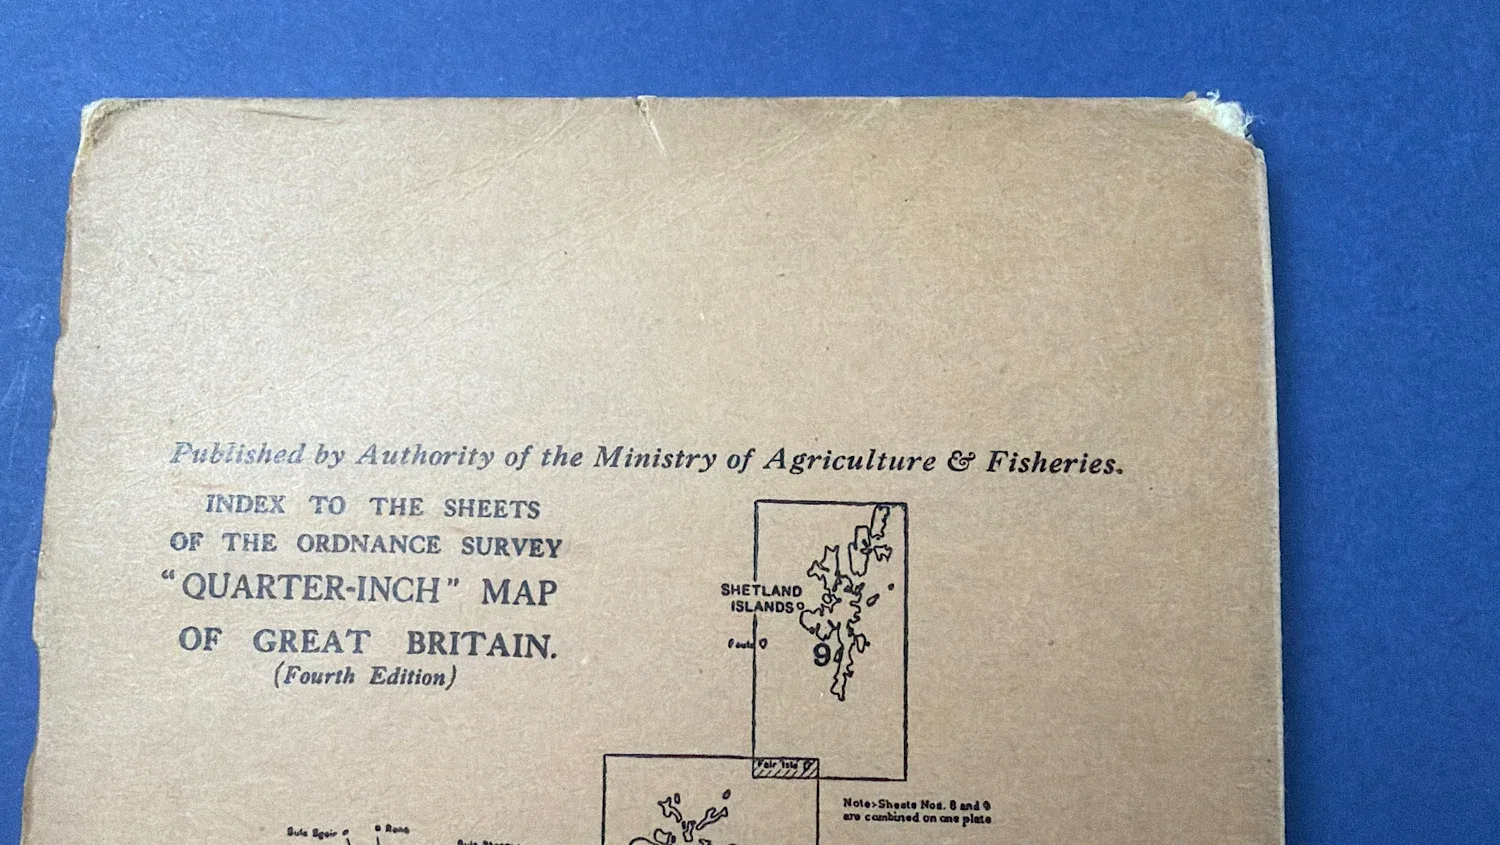 Published by Authority of the Ministry of Agriculture & Fisheries.
INDEX TO THE SHEETS
OF THE ORDNANCE SURVEY
“QUARTER-INCH” MAP
OF GREAT BRITAIN.
(Fourth Edition)
SHETLAND
ISLANDS
Foula
9
Fair Isle
Note:-Sheets Nos. 8 and 9
are combined on one plate
Sula Sgeir
Rona